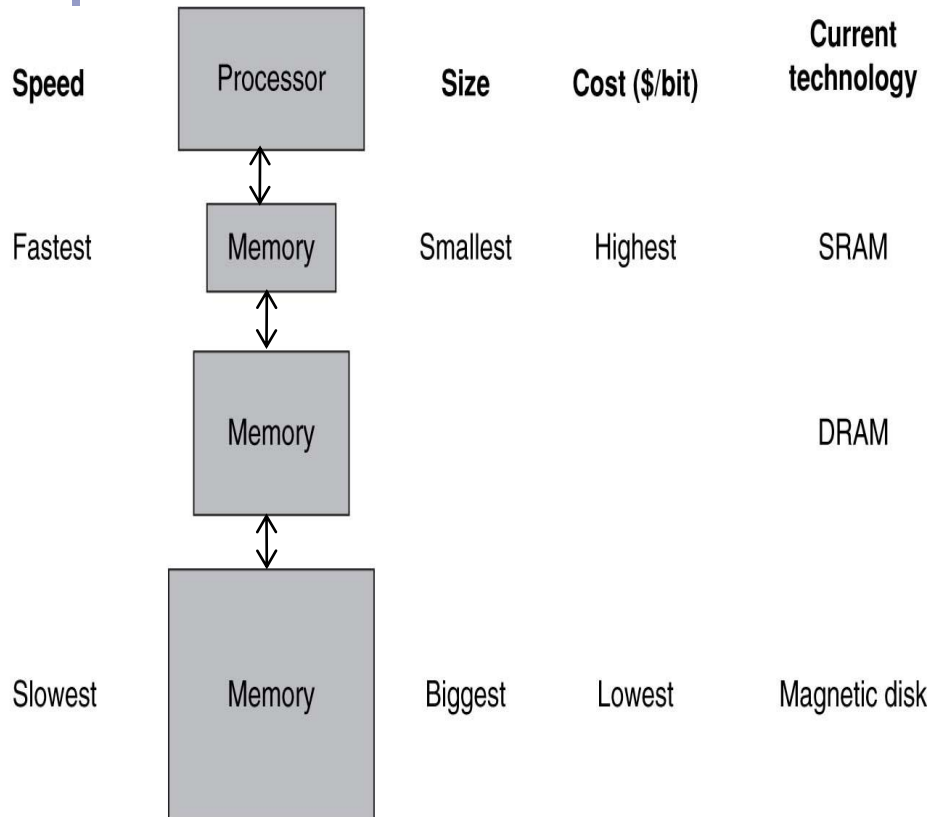 Speed
Processor
Size
Cost ($/bit)
Current
technology
Fastest
Memory
Smallest
Highest
SRAM
Memory
DRAM
Slowest
Memory
Biggest
Lowest
Magnetic disk